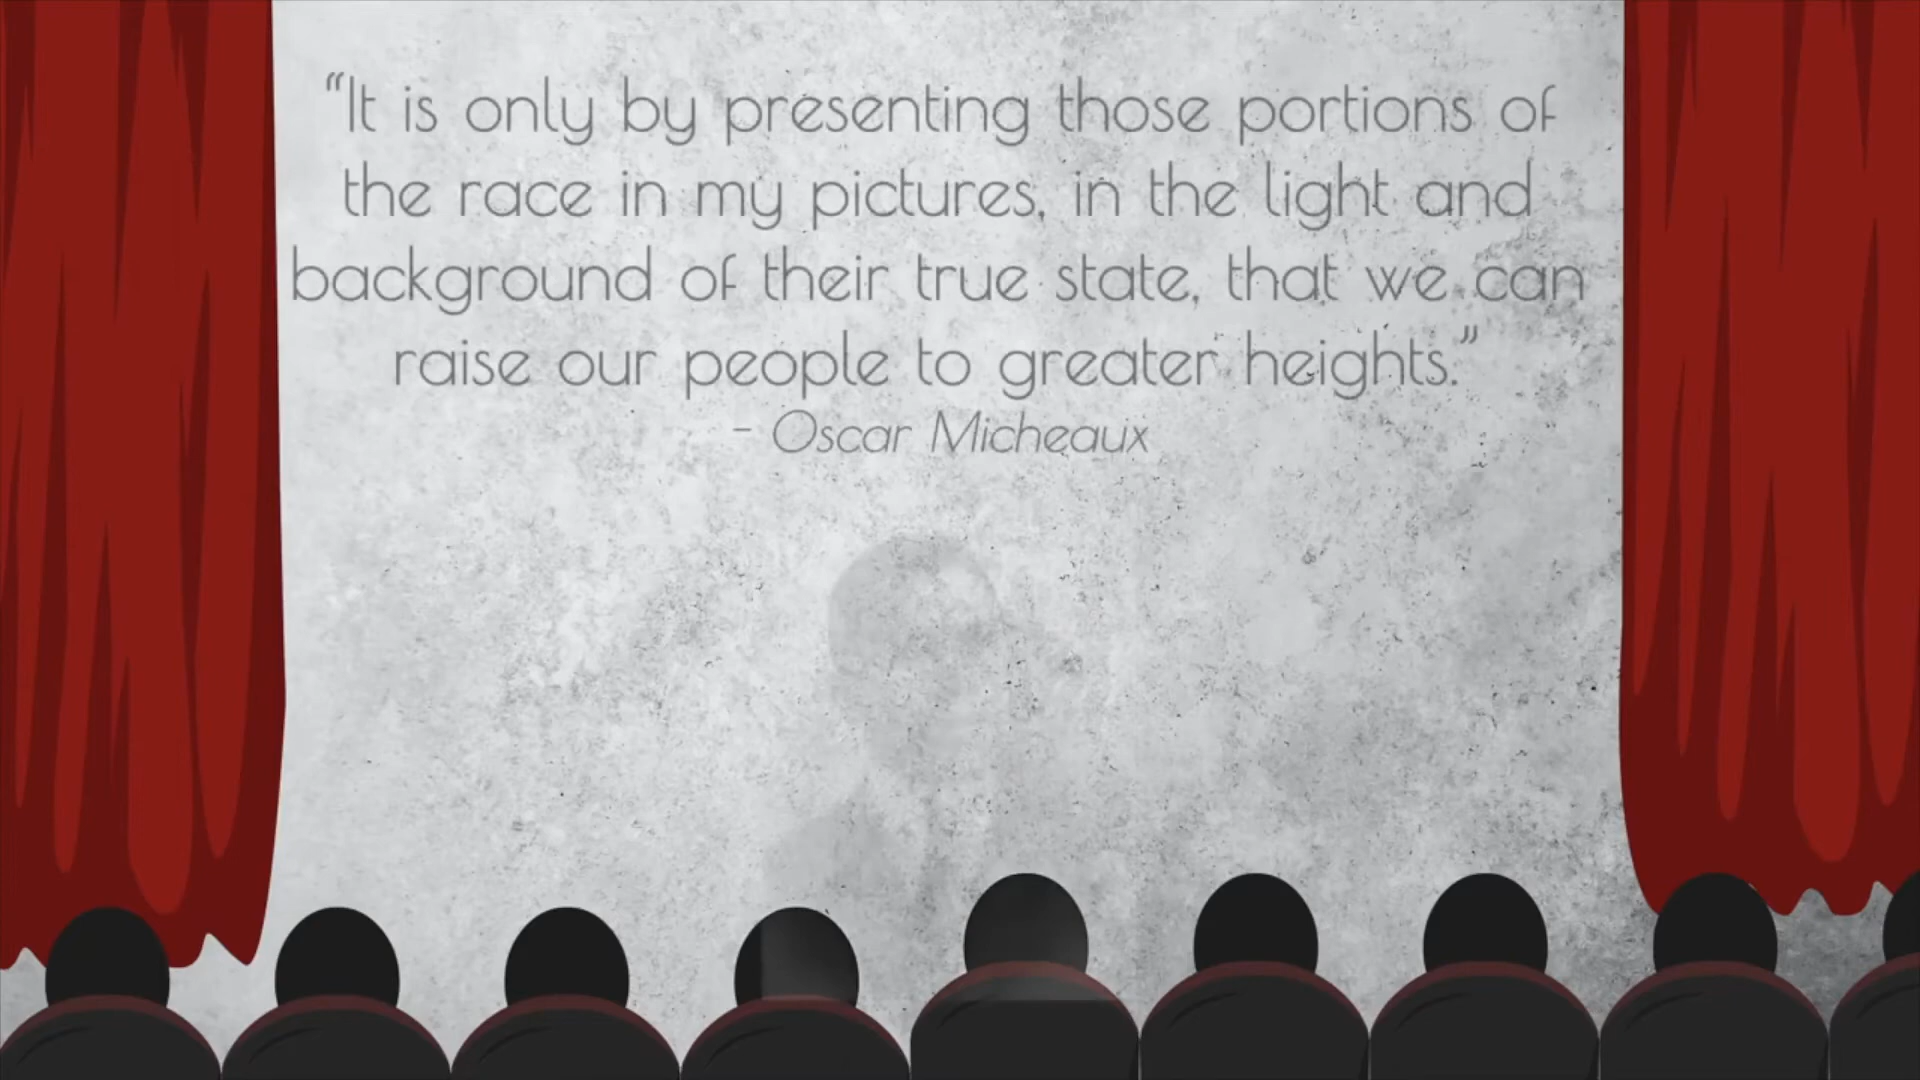 “It is only by presenting those portions of
the race in my pictures, in the light and
background of their true state, that we can
raise our people to greater heights.”
- Oscar Micheaux